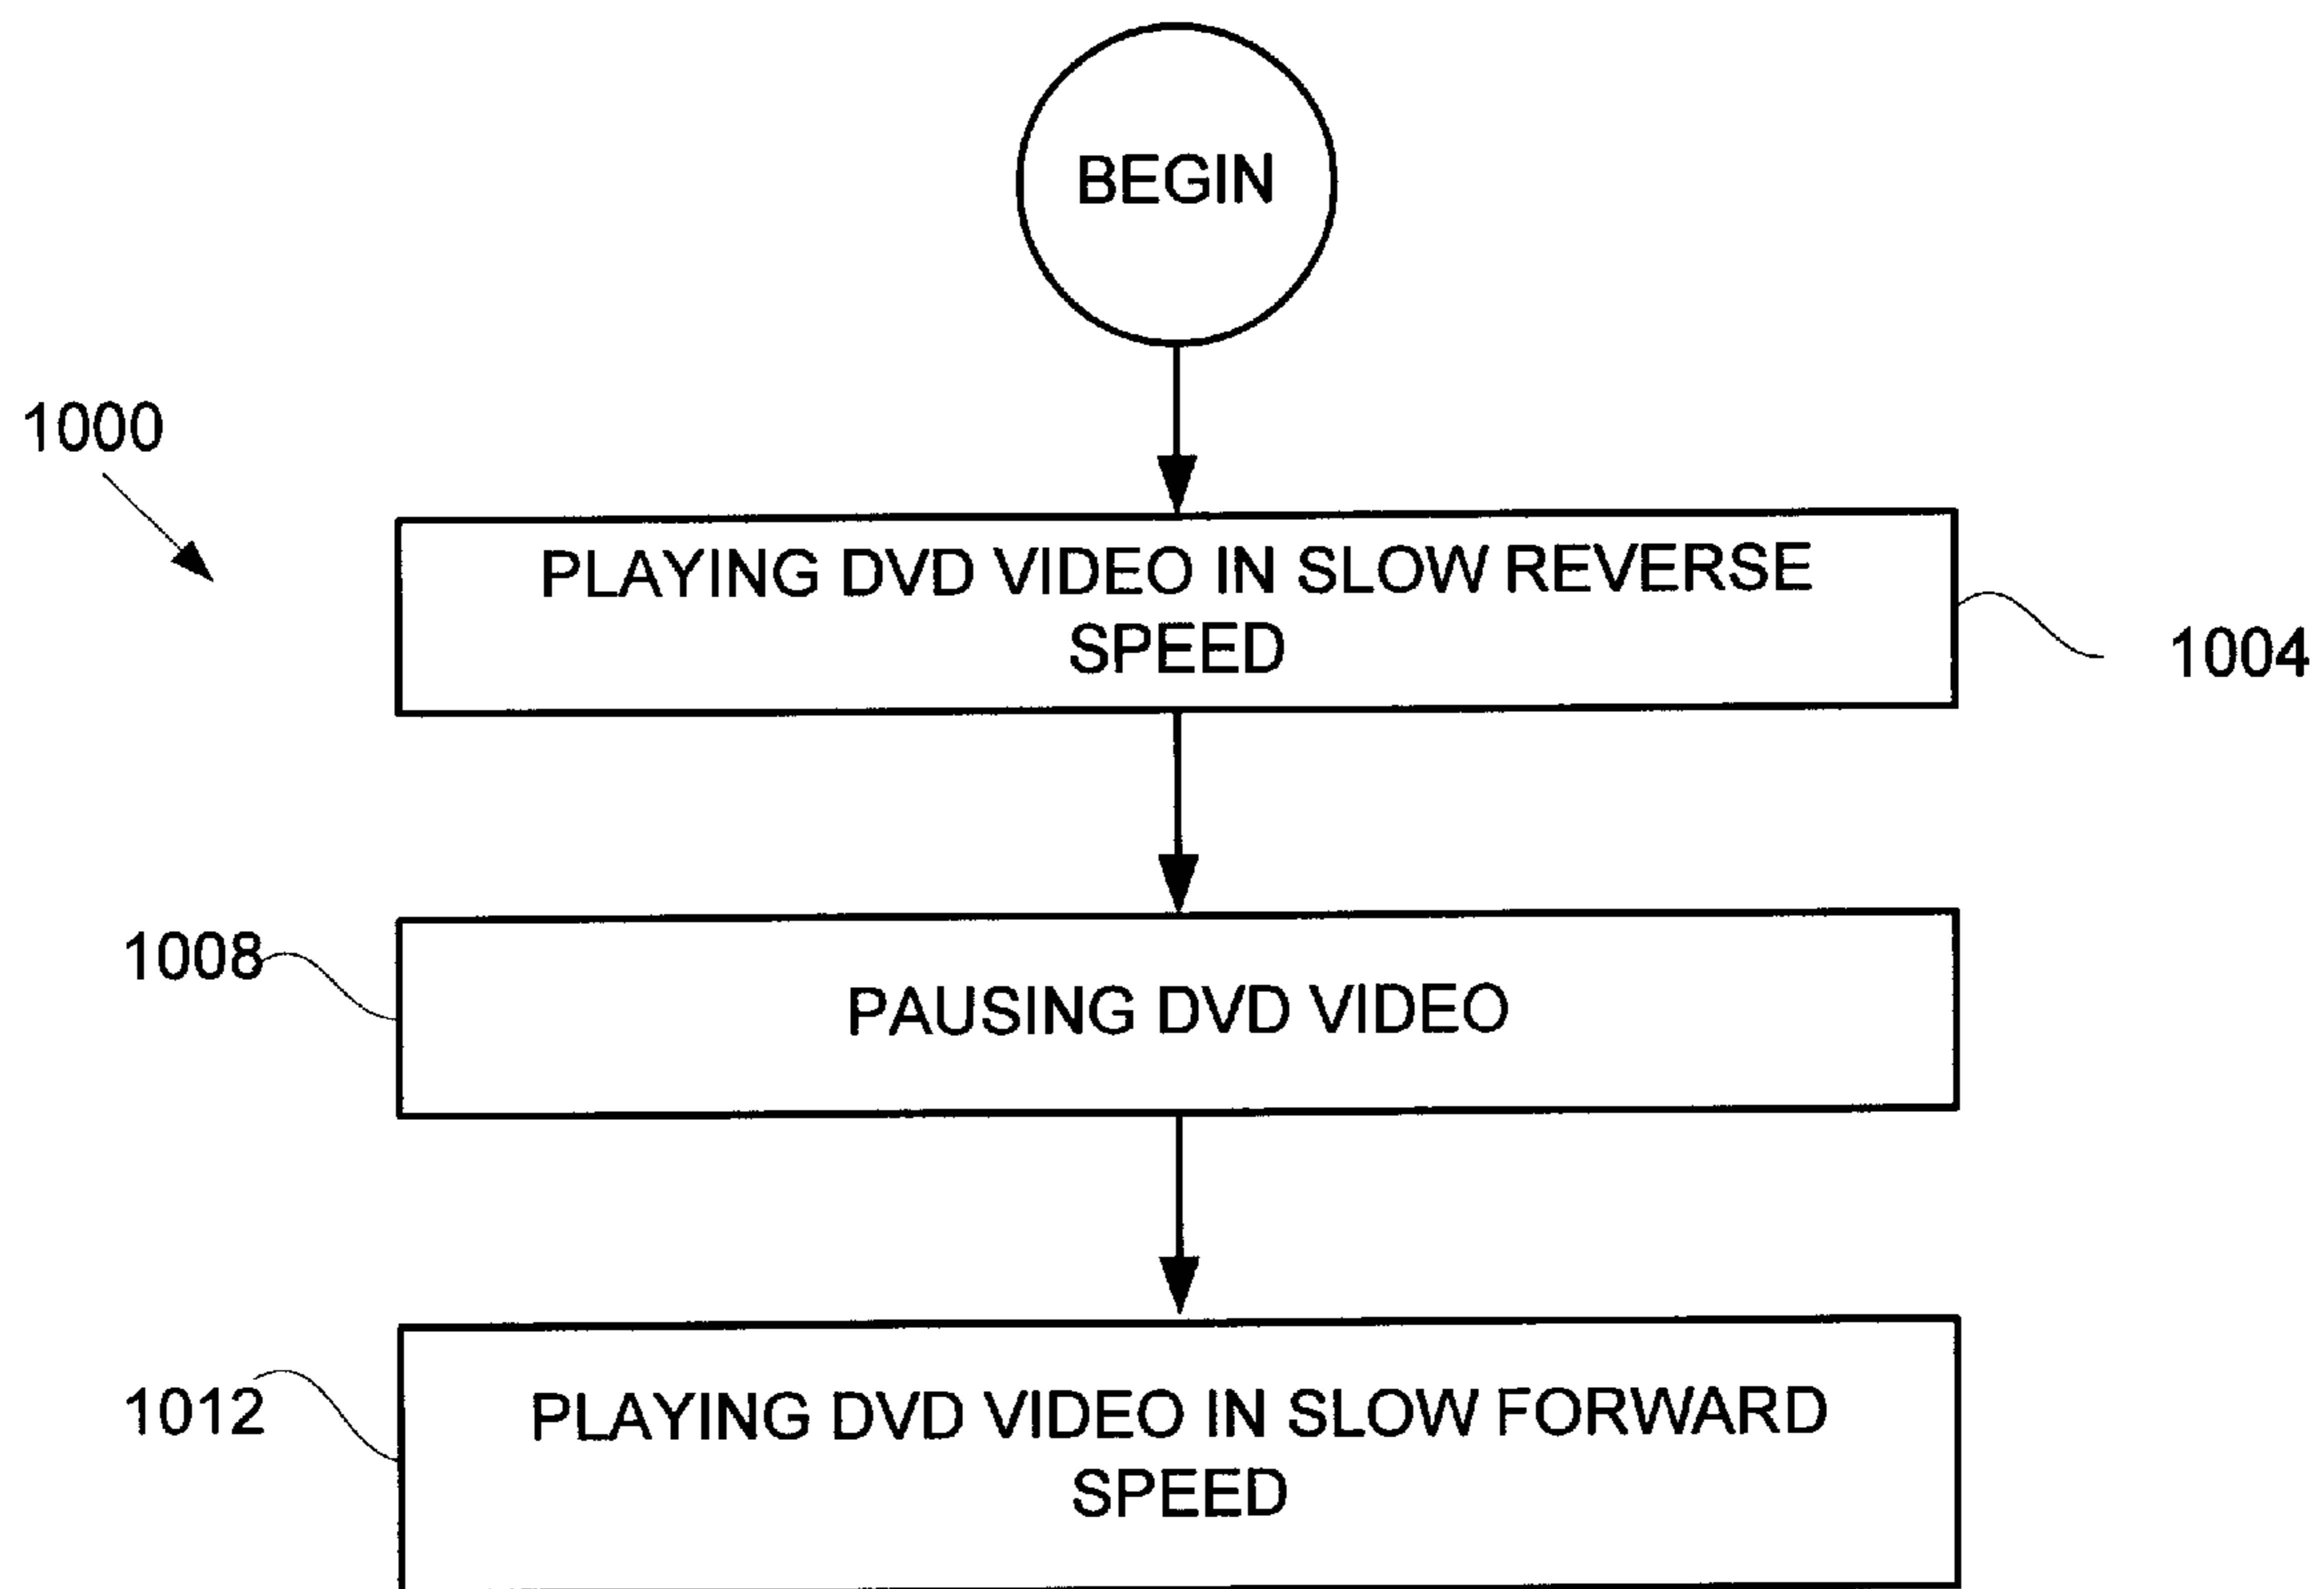 BEGIN
1000
PLAYING DVD VIDEO IN SLOW REVERSE
SPEED
1004
1008
PAUSING DVD VIDEO
1012
PLAYING DVD VIDEO IN SLOW FORWARD
SPEED